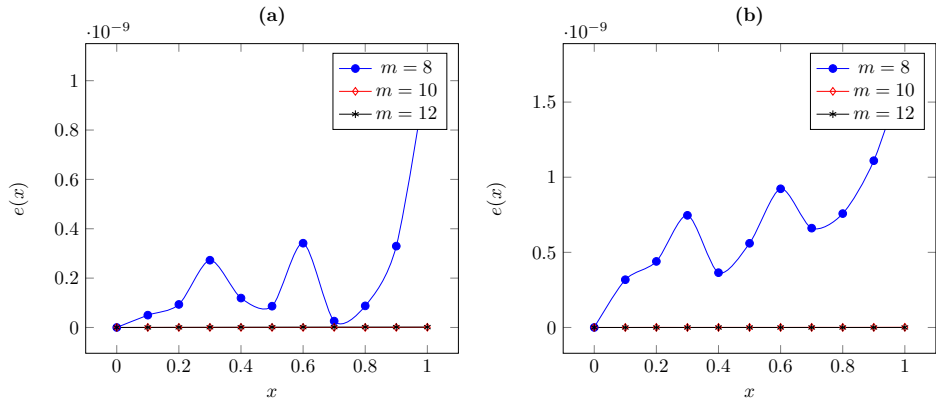 (a)
·10⁻⁹
1
0.8
0.6
0.4
0.2
0
0 0.2 0.4 0.6 0.8 1
e(x)
x
m = 8
m = 10
m = 12
(b)
·10⁻⁹
1.5
1
0.5
0
0 0.2 0.4 0.6 0.8 1
e(x)
x
m = 8
m = 10
m = 12